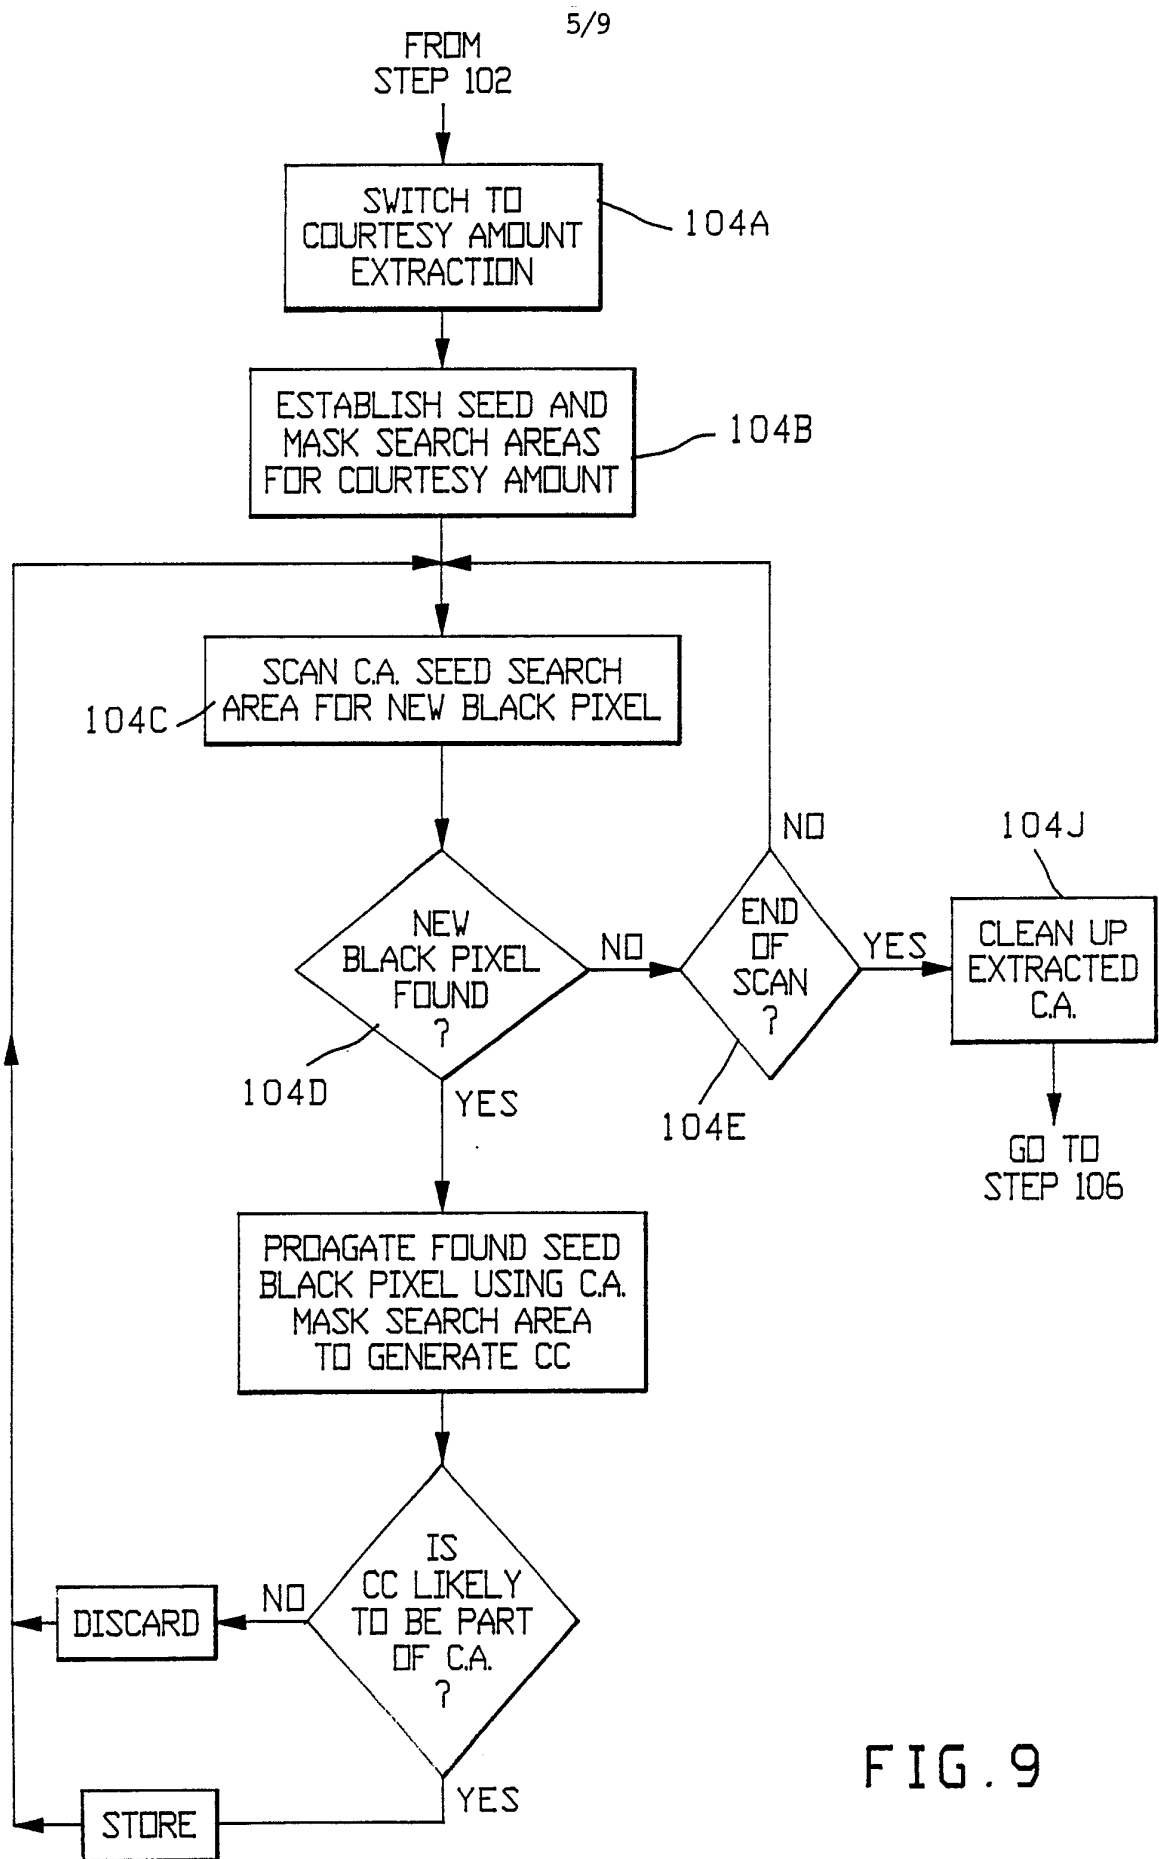 5/9
FROM
STEP 102
SWITCH TO
COURTESY AMOUNT
EXTRACTION
104A
ESTABLISH SEED AND
MASK SEARCH AREAS
FOR COURTESY AMOUNT
104B
SCAN C.A. SEED SEARCH
AREA FOR NEW BLACK PIXEL
104C
NEW
BLACK PIXEL
FOUND
?
104D
NO
YES
END
OF
SCAN
?
104E
NO
YES
104J
CLEAN UP
EXTRACTED
C.A.
GO TO
STEP 106
PROAGATE FOUND SEED
BLACK PIXEL USING C.A.
MASK SEARCH AREA
TO GENERATE CC
IS
CC LIKELY
TO BE PART
OF C.A.
?
NO
DISCARD
YES
STORE
FIG.9